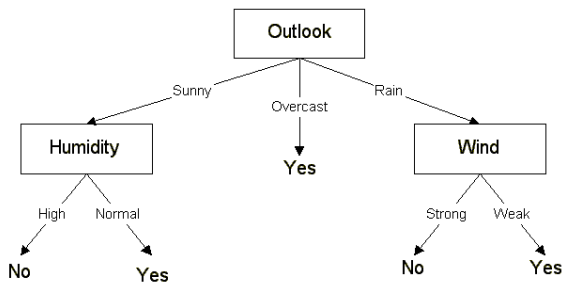 Outlook
Sunny
Overcast
Rain
Humidity
Yes
Wind
High
Normal
Strong
Weak
No
Yes
No
Yes